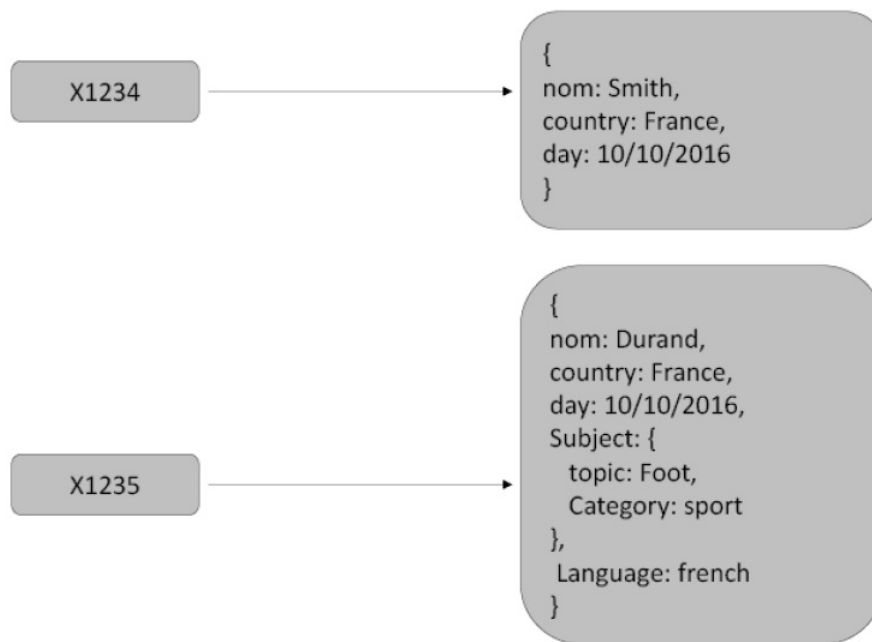 X1234
{
nom: Smith,
country: France,
day: 10/10/2016
}
X1235
{
nom: Durand,
country: France,
day: 10/10/2016,
Subject: {
topic: Foot,
Category: sport
},
Language: french
}